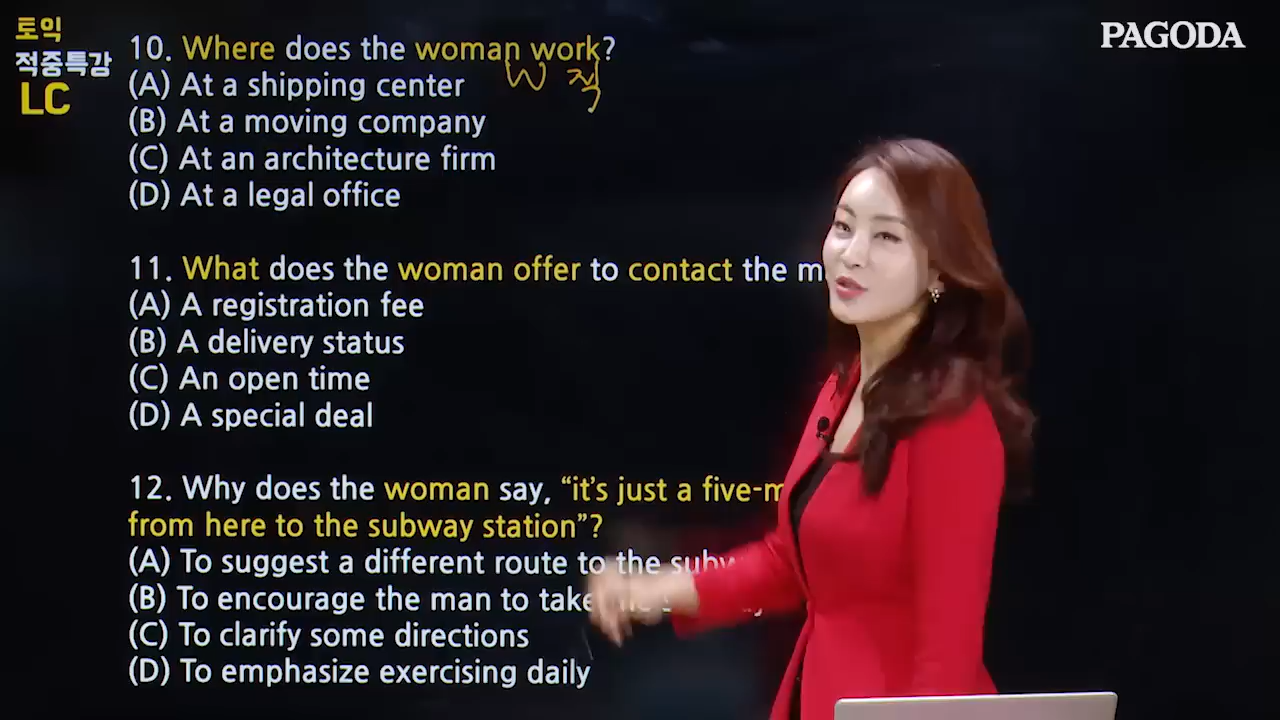 토익
적중특강
LC
PAGODA
10. Where does the woman work?
W 직
(A) At a shipping center
(B) At a moving company
(C) At an architecture firm
(D) At a legal office
11. What does the woman offer to contact the
(A) A registration fee
(B) A delivery status
(C) An open time
(D) A special deal
12. Why does the woman say, “it’s just a
from here to the subway station”?
(A) To suggest a different route to the
(B) To encourage the man to take
(C) To clarify some directions
(D) To emphasize exercising daily